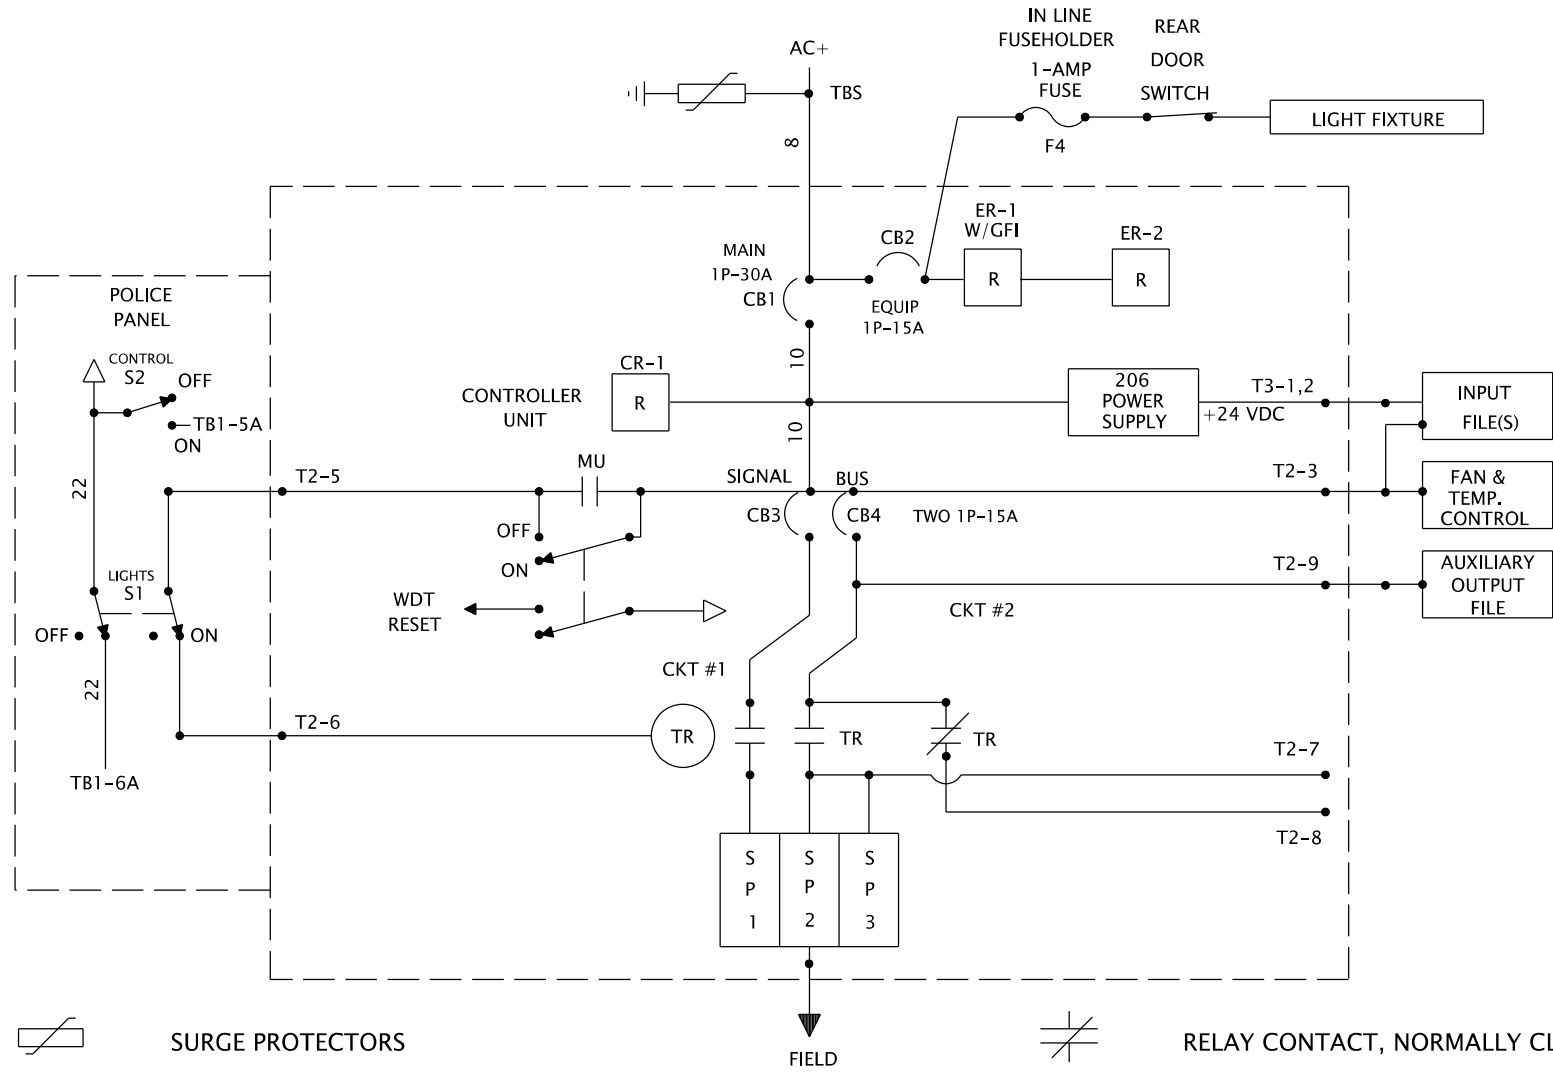 IN LINE
FUSEHOLDER
1-AMP
FUSE
REAR
DOOR
SWITCH
AC+
TBS
F4
LIGHT FIXTURE
8
MAIN
1P-30A
CB1
CB2
EQUIP
1P-15A
ER-1
W/GFI
R
ER-2
R
POLICE
PANEL
CONTROL
S2
OFF
TB1-5A
ON
22
10
CR-1
R
CONTROLLER
UNIT
206
POWER
SUPPLY
T3-1,2
+24 VDC
INPUT
FILE(S)
10
T2-5
MU
SIGNAL
BUS
CB3
CB4
TWO 1P-15A
T2-3
FAN &
TEMP.
CONTROL
OFF
ON
WDT
RESET
LIGHTS
S1
OFF
ON
22
TB1-6A
T2-9
CKT #2
AUXILIARY
OUTPUT
FILE
CKT #1
T2-6
TR
TR
TR
T2-7
T2-8
S
P
1
S
P
2
S
P
3
SURGE PROTECTORS
FIELD
RELAY CONTACT, NORMALLY CL